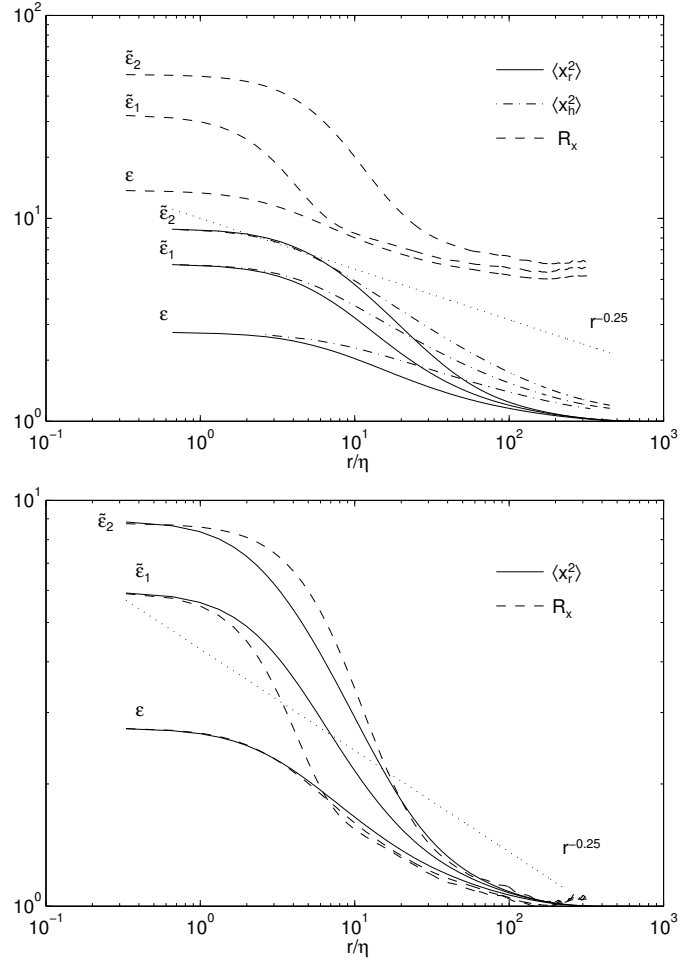 10²
ε̃₂
⟨x_r²⟩
ε̃₁
⟨x_h²⟩
R_x
ε
10¹
ε̃₂
ε̃₁
r^−0.25
ε
10⁰
10⁻¹ 10⁰ 10¹ 10² 10³
r/η
10¹
ε̃₂
ε̃₁
⟨x_r²⟩
R_x
ε
r^−0.25
10⁰
10⁻¹ 10⁰ 10¹ 10² 10³
r/η